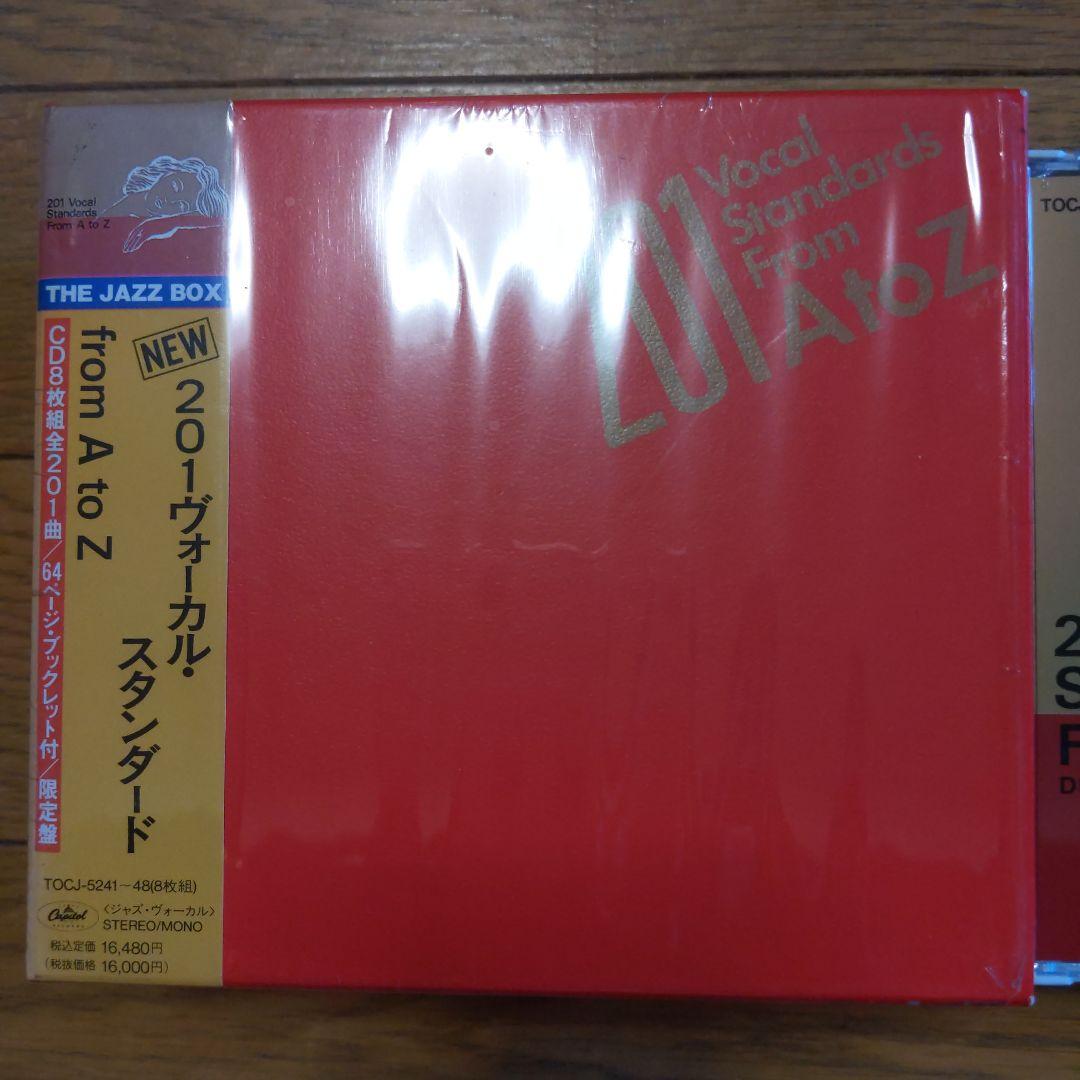 201 Vocal
Standards
From A to Z
THE JAZZ BOX
NEW
201ヴォーカル・
スタンダード
from A to Z
CD8枚組全201曲/64ページ・ブックレット付/限定盤
TOCJ-5241~48(8枚組)
Capitol
RECORDS
〈ジャズ・ヴォーカル〉
STEREO/MONO
税込定価 16,480円
(税抜価格 16,000円)
201
Vocal
Standards
From
A to Z
TOCJ
2
S
F
D